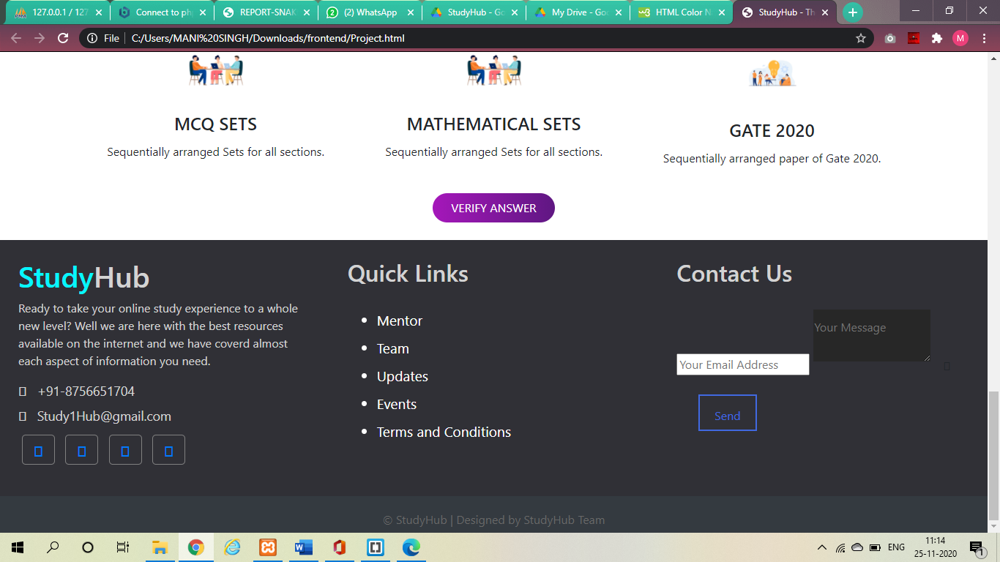 127.0.0.1 / 127
Connect to ph
REPORT-SNAK
(2) WhatsApp
StudyHub - Go
My Drive - Goo
HTML Color N
StudyHub - Th
File
C:/Users/MANI%20SINGH/Downloads/frontend/Project.html
M
MCQ SETS
Sequentially arranged Sets for all sections.
MATHEMATICAL SETS
Sequentially arranged Sets for all sections.
GATE 2020
Sequentially arranged paper of Gate 2020.
VERIFY ANSWER
StudyHub
Ready to take your online study experience to a whole
new level? Well we are here with the best resources
available on the internet and we have coverd almost
each aspect of information you need.
+91-8756651704
Study1Hub@gmail.com
Quick Links
Mentor
Team
Updates
Events
Terms and Conditions
Contact Us
Your Email Address
Your Message
Send
© StudyHub | Designed by StudyHub Team
ENG
11:14
25-11-2020
1